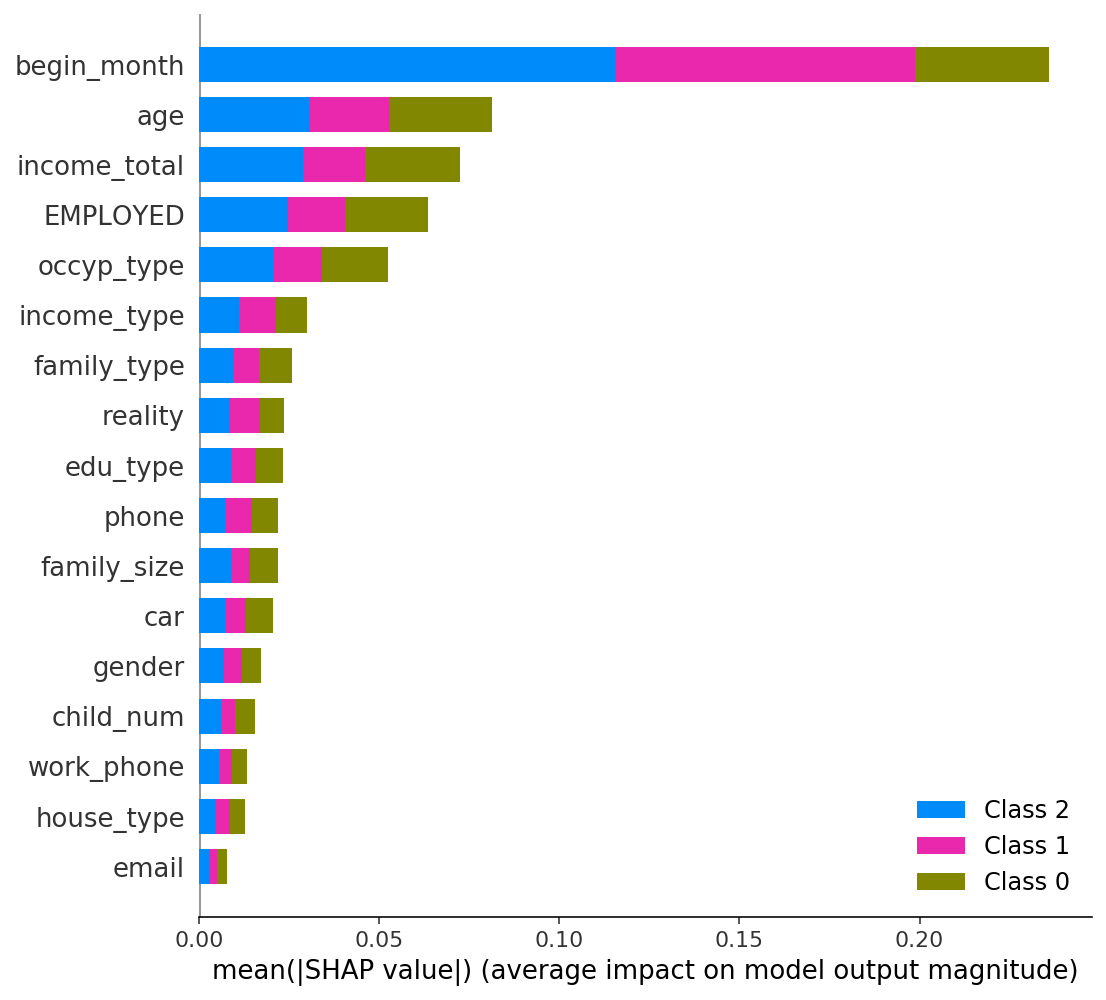 begin_month
age
income_total
EMPLOYED
occyp_type
income_type
family_type
reality
edu_type
phone
family_size
car
gender
child_num
work_phone
house_type
email
Class 2
Class 1
Class 0
0.00 0.05 0.10 0.15 0.20
mean(|SHAP value|) (average impact on model output magnitude)